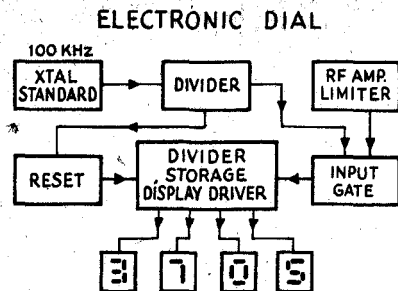 ELECTRONIC DIAL
100 KHz
XTAL
STANDARD
DIVIDER
RF AMP.
LIMITER
RESET
DIVIDER
STORAGE
DISPLAY DRIVER
INPUT
GATE
3 7 0 5